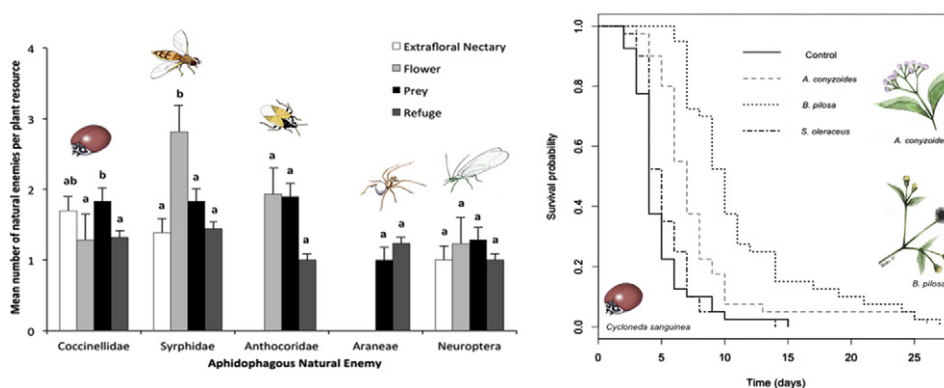 4
3
2
1
0
Mean number of natural enemies per plant resource
Extrafloral Nectary
Flower
Prey
Refuge
ab
a
b
a
a
b
a
a
a
a
a
a
a
a
a
a
a
Coccinellidae
Syrphidae
Anthocoridae
Araneae
Neuroptera
Aphidophagous Natural Enemy
1.0
0.8
0.6
0.4
0.2
0.0
Survival probability
Control
A. conyzoides
B. pilosa
S. oleraceus
A. conyzoides
B. pilosa
Cycloneda sanguinea
0
5
10
15
20
25
Time (days)